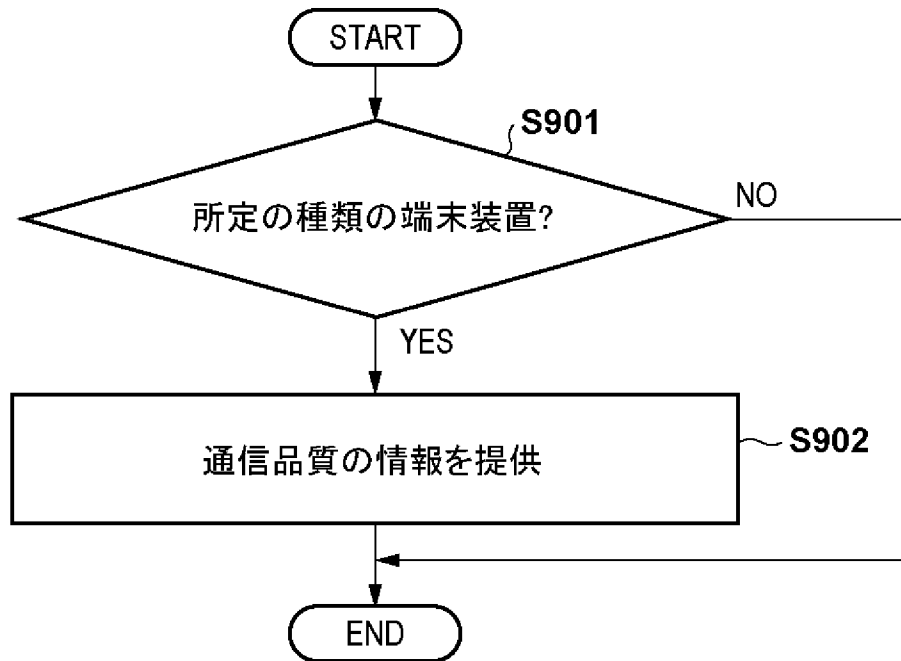 START
S901
所定の種類の端末装置?
NO
YES
通信品質の情報を提供
S902
END